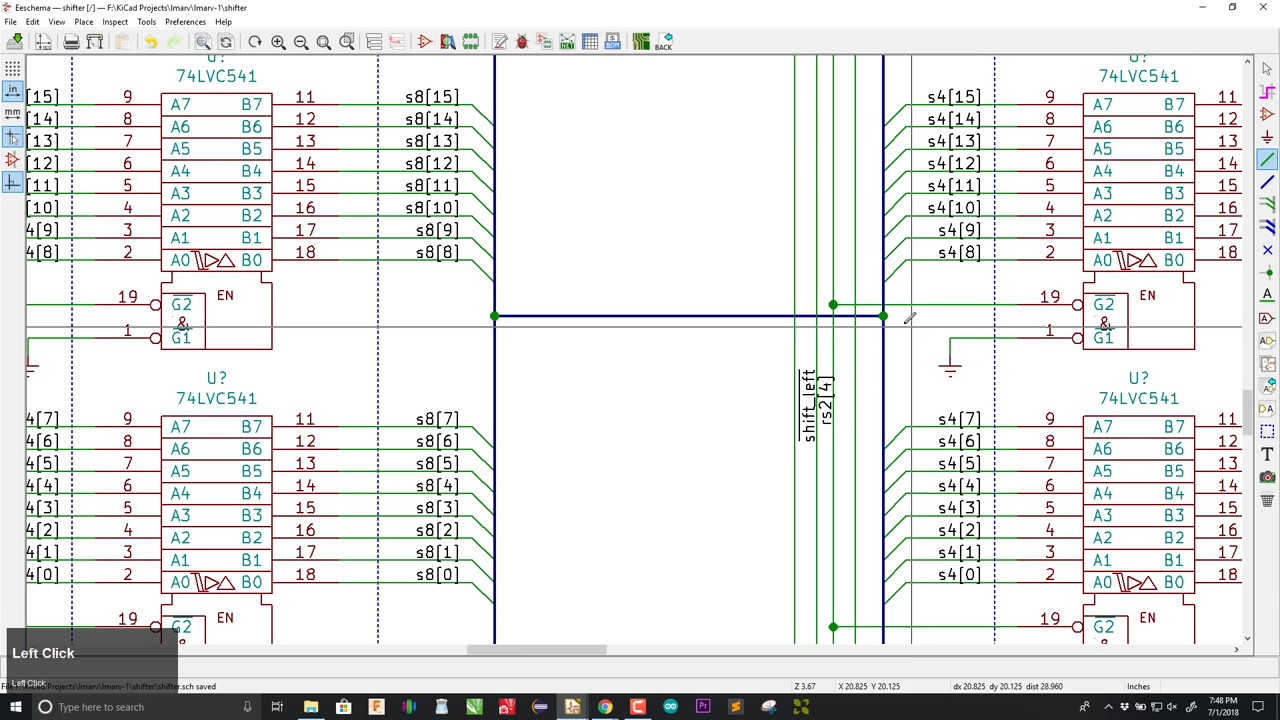 Eeschema — shifter [/] — F:\KiCad Projects\lmarv\lmarv-1\shifter
File Edit View Place Inspect Tools Preferences Help
BACK
in
mm
U?
74LVC541
[15] 9 A7 B7 11 s8[15]
[14] 8 A6 B6 12 s8[14]
[13] 7 A5 B5 13 s8[13]
[12] 6 A4 B4 14 s8[12]
[11] 5 A3 B3 15 s8[11]
[10] 4 A2 B2 16 s8[10]
4[9] 3 A1 B1 17 s8[9]
4[8] 2 A0 B0 18 s8[8]
19 G2 EN
&
1 G1
U?
74LVC541
4[7] 9 A7 B7 11 s8[7]
4[6] 8 A6 B6 12 s8[6]
4[5] 7 A5 B5 13 s8[5]
4[4] 6 A4 B4 14 s8[4]
4[3] 5 A3 B3 15 s8[3]
4[2] 4 A2 B2 16 s8[2]
4[1] 3 A1 B1 17 s8[1]
4[0] 2 A0 B0 18 s8[0]
19 G2 EN
shift_left
rs2[4]
U?
74LVC541
s4[15] 9 A7 B7 11
s4[14] 8 A6 B6 12
s4[13] 7 A5 B5 13
s4[12] 6 A4 B4 14
s4[11] 5 A3 B3 15
s4[10] 4 A2 B2 16
s4[9] 3 A1 B1 17
s4[8] 2 A0 B0 18
19 G2 EN
&
1 G1
U?
74LVC541
s4[7] 9 A7 B7 11
s4[6] 8 A6 B6 12
s4[5] 7 A5 B5 13
s4[4] 6 A4 B4 14
s4[3] 5 A3 B3 15
s4[2] 4 A2 B2 16
s4[1] 3 A1 B1 17
s4[0] 2 A0 B0 18
19 G2 EN
Left Click
Left Click
File F:\KiCad Projects\lmarv\lmarv-1\shifter\shifter.sch saved
Z 3.67 X 20.825 Y 20.125 dx 20.825 dy 20.125 dist 28.960 Inches
Type here to search
7:48 PM
7/1/2018